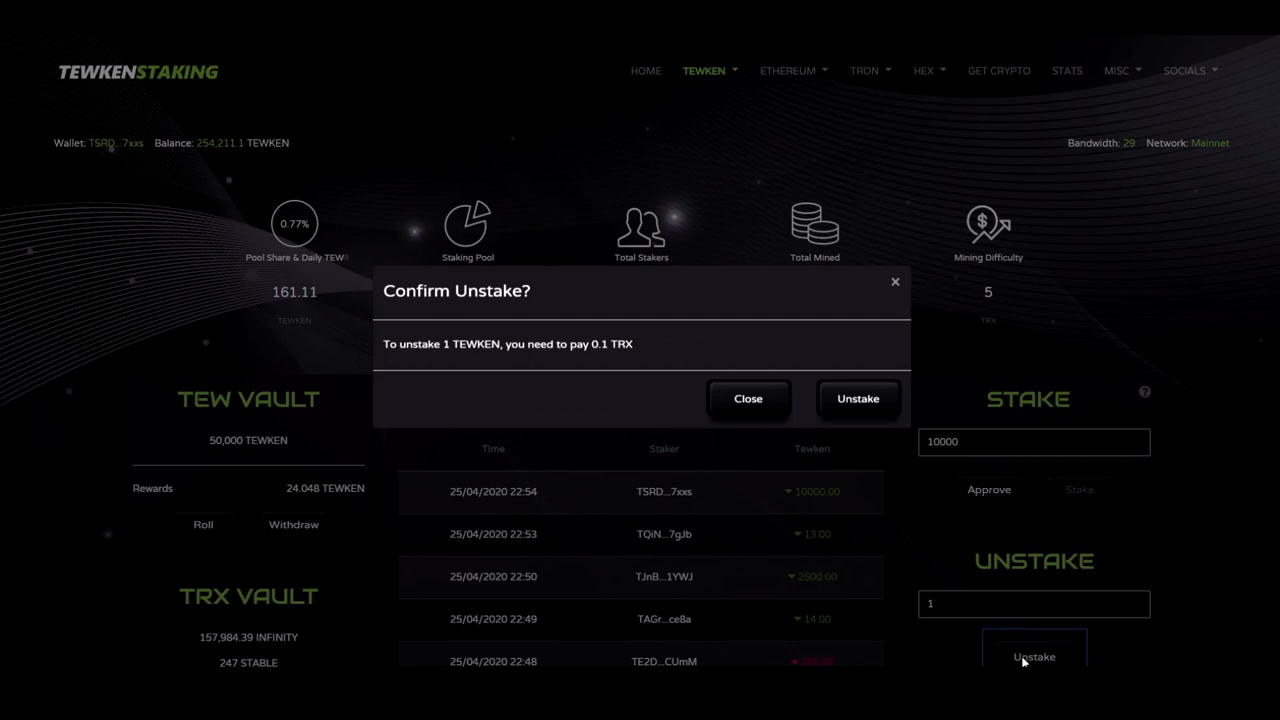 TEWKENSTAKING
HOME TEWKEN ETHEREUM TRON HEX GET CRYPTO STATS MISC SOCIALS
Wallet: TSRD...7xxs Balance: 254,211.1 TEWKEN Bandwidth: 29 Network: Mainnet
0.77%
Pool Share & Daily TEW Staking Pool Total Stakers Total Mined Mining Difficulty
161.11 5
TEWKEN TRX
Confirm Unstake? ×
To unstake 1 TEWKEN, you need to pay 0.1 TRX
Close Unstake
TEW VAULT
50,000 TEWKEN
Rewards 24.048 TEWKEN
Roll Withdraw
TRX VAULT
157,984.39 INFINITY
247 STABLE
Time Staker Tewken
25/04/2020 22:54 TSRD...7xxs 10000.00
25/04/2020 22:53 TQiN...7gJb 13.00
25/04/2020 22:50 TJnB...1YWJ 2500.00
25/04/2020 22:49 TAGr...ce8a 14.00
25/04/2020 22:48 TE2D...CUmM
STAKE ?
10000
Approve Stake
UNSTAKE
1
Unstake